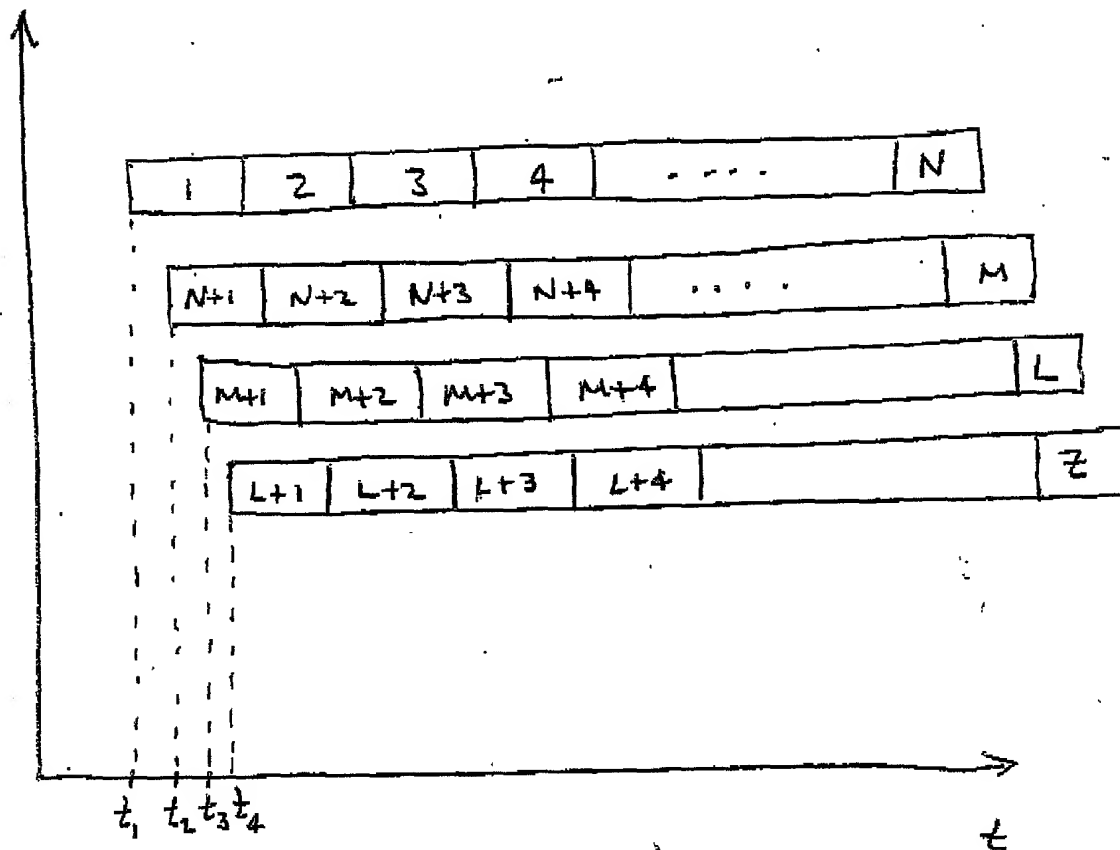 1 2 3 4 .... N
N+1 N+2 N+3 N+4 .... M
M+1 M+2 M+3 M+4 L
L+1 L+2 L+3 L+4 Z
t₁ t₂ t₃ t₄
t